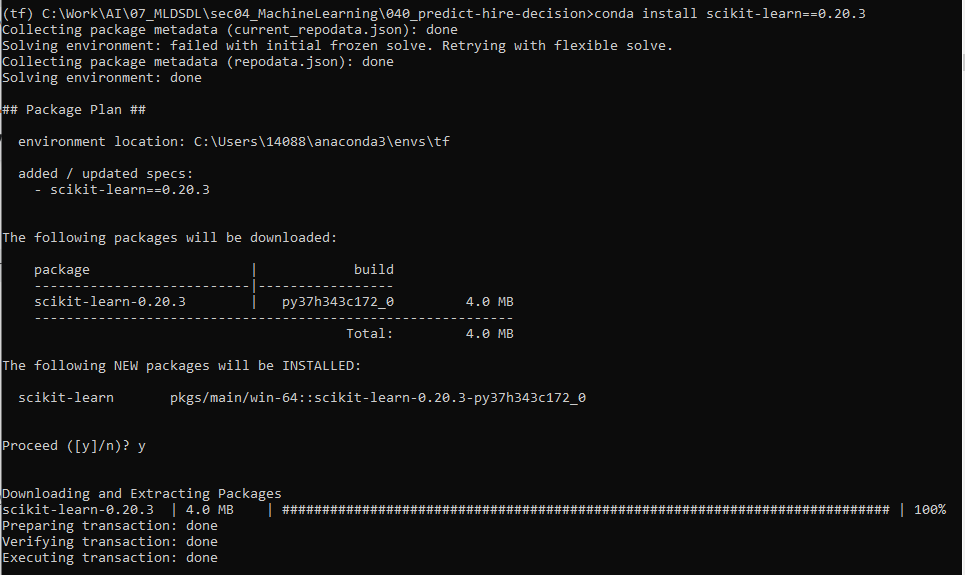 (tf) C:\Work\AI\07_MLDSDL\sec04_MachineLearning\040_predict-hire-decision>conda install scikit-learn==0.20.3
Collecting package metadata (current_repodata.json): done
Solving environment: failed with initial frozen solve. Retrying with flexible solve.
Collecting package metadata (repodata.json): done
Solving environment: done

## Package Plan ##

  environment location: C:\Users\14088\anaconda3\envs\tf

  added / updated specs:
    - scikit-learn==0.20.3


The following packages will be downloaded:

    package                    |            build
    ---------------------------|-----------------
    scikit-learn-0.20.3        |   py37h343c172_0         4.0 MB
    ------------------------------------------------------------
                                           Total:         4.0 MB

The following NEW packages will be INSTALLED:

  scikit-learn       pkgs/main/win-64::scikit-learn-0.20.3-py37h343c172_0


Proceed ([y]/n)? y


Downloading and Extracting Packages
scikit-learn-0.20.3  | 4.0 MB    | ############################################################################ | 100%
Preparing transaction: done
Verifying transaction: done
Executing transaction: done